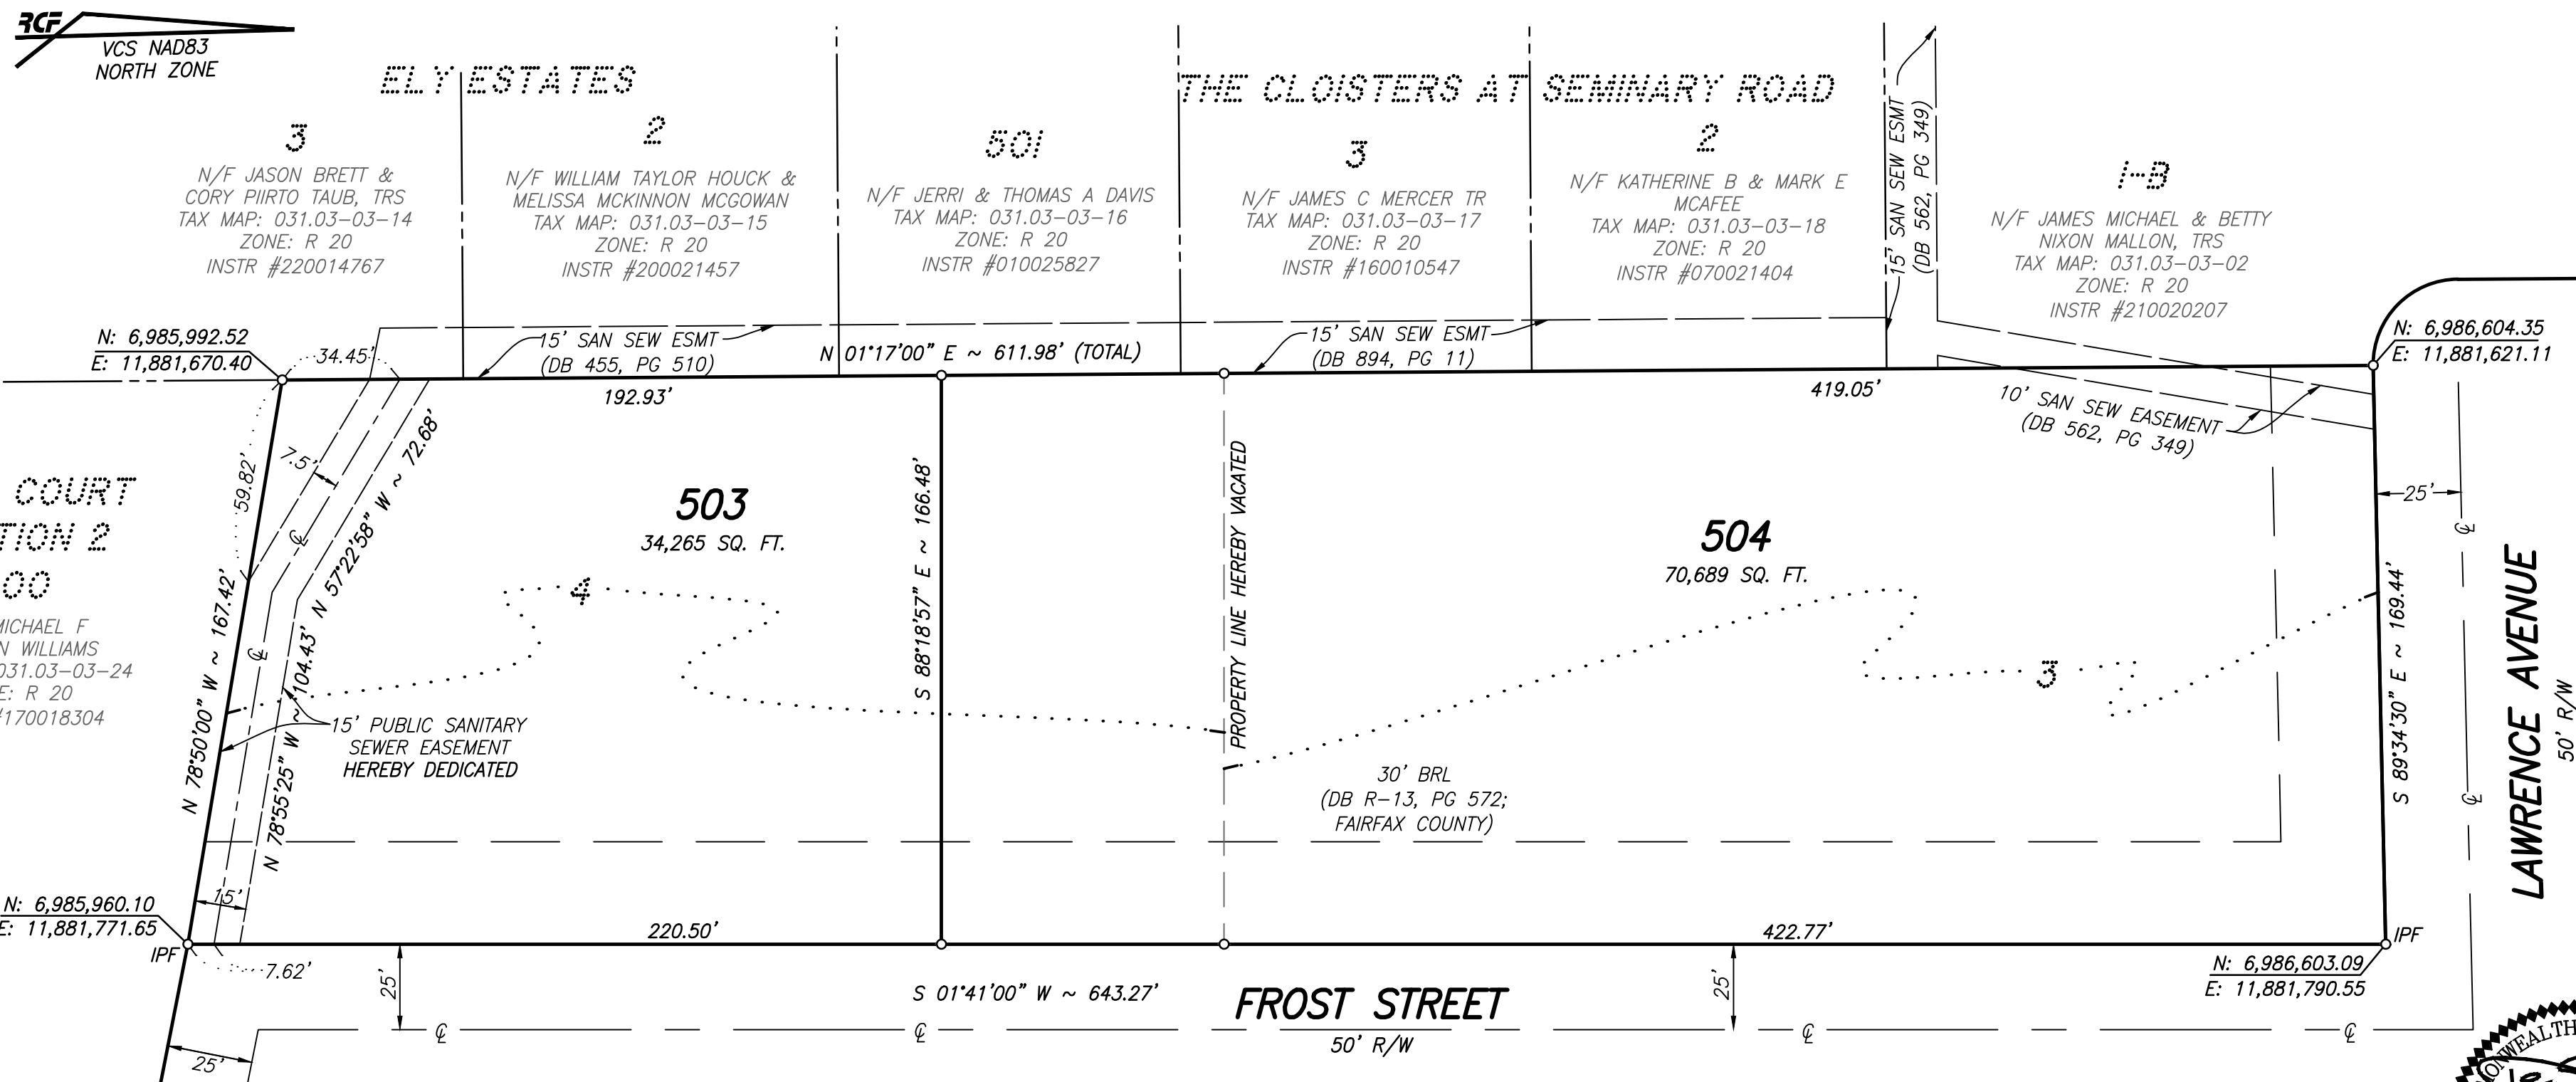 RCF
VCS NAD83
NORTH ZONE
ELY ESTATES
THE CLOISTERS AT SEMINARY ROAD
3
N/F JASON BRETT &
CORY PIIRTO TAUB, TRS
TAX MAP: 031.03-03-14
ZONE: R 20
INSTR #220014767
2
N/F WILLIAM TAYLOR HOUCK &
MELISSA MCKINNON MCGOWAN
TAX MAP: 031.03-03-15
ZONE: R 20
INSTR #200021457
501
N/F JERRI & THOMAS A DAVIS
TAX MAP: 031.03-03-16
ZONE: R 20
INSTR #010025827
3
N/F JAMES C MERCER TR
TAX MAP: 031.03-03-17
ZONE: R 20
INSTR #160010547
2
N/F KATHERINE B & MARK E
MCAFEE
TAX MAP: 031.03-03-18
ZONE: R 20
INSTR #070021404
15' SAN SEW ESMT
(DB 562, PG 349)
1-B
N/F JAMES MICHAEL & BETTY
NIXON MALLON, TRS
TAX MAP: 031.03-03-02
ZONE: R 20
INSTR #210020207
N: 6,985,992.52
E: 11,881,670.40
34.45'
15' SAN SEW ESMT
(DB 455, PG 510)
N 01°17'00" E ~ 611.98' (TOTAL)
15' SAN SEW ESMT
(DB 894, PG 11)
N: 6,986,604.35
E: 11,881,621.11
192.93'
419.05'
10' SAN SEW EASEMENT
(DB 562, PG 349)
59.82'
7.5'
N 57°22'58" W ~ 72.68'
COURT
TION 2
00
MICHAEL F
N WILLIAMS
031.03-03-24
E: R 20
#170018304
503
34,265 SQ. FT.
4
S 88°18'57" E ~ 166.48'
PROPERTY LINE HEREBY VACATED
504
70,689 SQ. FT.
3
25'
S 89°34'30" E ~ 169.44'
LAWRENCE AVENUE
50' R/W
N 78°50'00" W ~ 167.42'
N 78°55'25" W ~ 104.43'
15' PUBLIC SANITARY
SEWER EASEMENT
HEREBY DEDICATED
30' BRL
(DB R-13, PG 572;
FAIRFAX COUNTY)
15'
N: 6,985,960.10
E: 11,881,771.65
IPF
7.62'
220.50'
422.77'
IPF
N: 6,986,603.09
E: 11,881,790.55
25'
S 01°41'00" W ~ 643.27'
FROST STREET
50' R/W
25'
25'
ONWEALTH